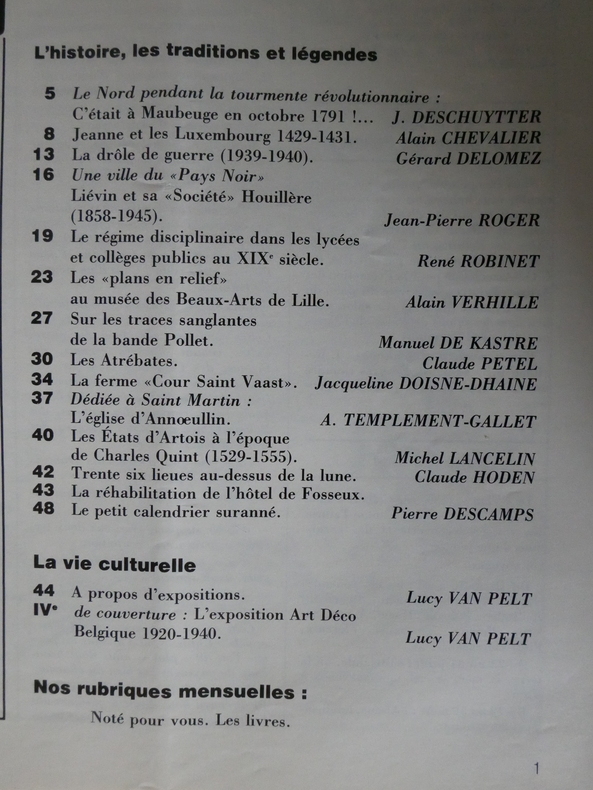 L'histoire, les traditions et légendes
5 Le Nord pendant la tourmente révolutionnaire :
C'était à Maubeuge en octobre 1791 !... J. DESCHUYTTER
8 Jeanne et les Luxembourg 1429-1431. Alain CHEVALIER
13 La drôle de guerre (1939-1940). Gérard DELOMEZ
16 Une ville du «Pays Noir»
Liévin et sa «Société» Houillère
(1858-1945). Jean-Pierre ROGER
19 Le régime disciplinaire dans les lycées
et collèges publics au XIXe siècle. René ROBINET
23 Les «plans en relief»
au musée des Beaux-Arts de Lille. Alain VERHILLE
27 Sur les traces sanglantes
de la bande Pollet. Manuel DE KASTRE
30 Les Atrébates. Claude PETEL
34 La ferme «Cour Saint Vaast». Jacqueline DOISNE-DHAINE
37 Dédiée à Saint Martin :
L'église d'Annœullin. A. TEMPLEMENT-GALLET
40 Les États d'Artois à l'époque
de Charles Quint (1529-1555). Michel LANCELIN
42 Trente six lieues au-dessus de la lune. Claude HODEN
43 La réhabilitation de l'hôtel de Fosseux.
48 Le petit calendrier suranné. Pierre DESCAMPS
La vie culturelle
44 A propos d'expositions. Lucy VAN PELT
IVe de couverture : L'exposition Art Déco
Belgique 1920-1940. Lucy VAN PELT
Nos rubriques mensuelles :
Noté pour vous. Les livres.
1